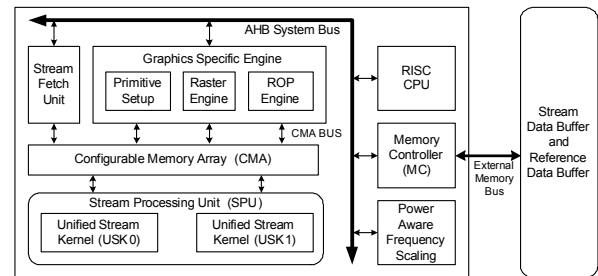 AHB System Bus
Stream
Fetch
Unit
Graphics Specific Engine
Primitive
Setup
Raster
Engine
ROP
Engine
CMA BUS
Configurable Memory Array (CMA)
Stream Processing Unit (SPU)
Unified Stream
Kernel (USK0)
Unified Stream
Kernel (USK1)
RISC
CPU
Memory
Controller
(MC)
Power
Aware
Frequency
Scaling
External
Memory
Bus
Stream
Data Buffer
and
Reference
Data Buffer